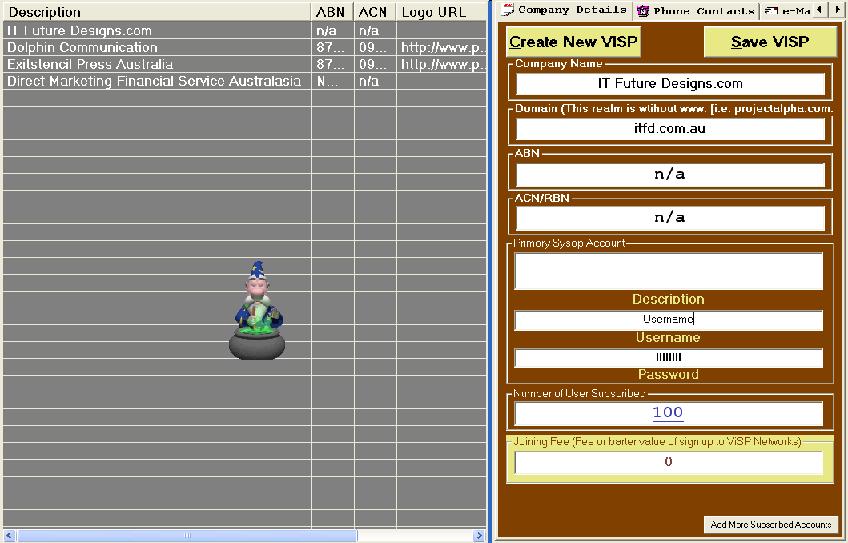 Description ABN ACN Logo URL
IT Future Designs.com n/a n/a
Dolphin Communication 87... 09... http://www.p..
Exitstencil Press Australia 87... 09... http://www.p..
Direct Marketing Financial Service Australasia N... n/a
Company Details Phone Contacts e-Ma
Create New VISP Save VISP
Company Name
IT Future Designs.com
Domain (This realm is wtihout www. [i.e. projectalpha.com.
itfd.com.au
ABN
n/a
ACN/RBN
n/a
Primary Sysop Account
Description
Username
Username
Password
Number of User Subscribed
100
Joining Fee (Fee or barter value of sign up to ViSP Networks)
0
Add More Subscribed Accounts